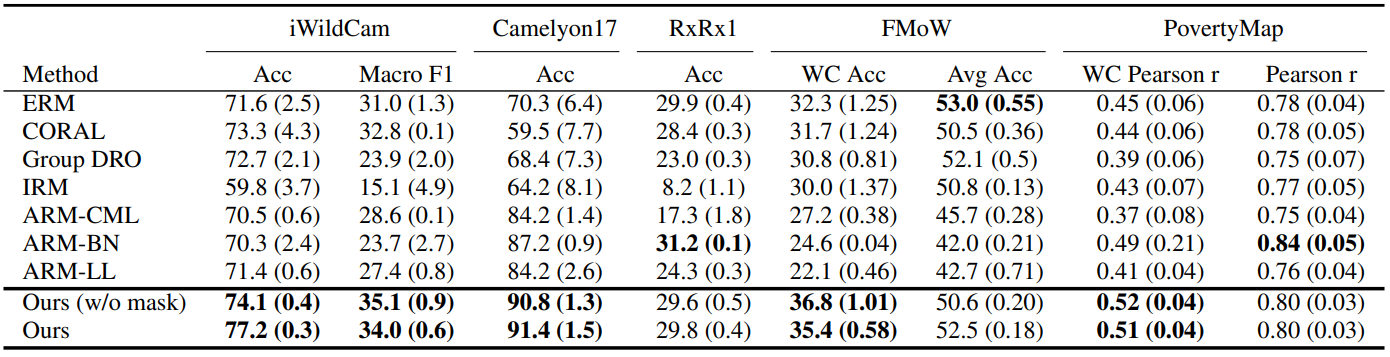 iWildCam Camelyon17 RxRx1 FMoW PovertyMap
Method Acc Macro F1 Acc Acc WC Acc Avg Acc WC Pearson r Pearson r
ERM 71.6 (2.5) 31.0 (1.3) 70.3 (6.4) 29.9 (0.4) 32.3 (1.25) 53.0 (0.55) 0.45 (0.06) 0.78 (0.04)
CORAL 73.3 (4.3) 32.8 (0.1) 59.5 (7.7) 28.4 (0.3) 31.7 (1.24) 50.5 (0.36) 0.44 (0.06) 0.78 (0.05)
Group DRO 72.7 (2.1) 23.9 (2.0) 68.4 (7.3) 23.0 (0.3) 30.8 (0.81) 52.1 (0.5) 0.39 (0.06) 0.75 (0.07)
IRM 59.8 (3.7) 15.1 (4.9) 64.2 (8.1) 8.2 (1.1) 30.0 (1.37) 50.8 (0.13) 0.43 (0.07) 0.77 (0.05)
ARM-CML 70.5 (0.6) 28.6 (0.1) 84.2 (1.4) 17.3 (1.8) 27.2 (0.38) 45.7 (0.28) 0.37 (0.08) 0.75 (0.04)
ARM-BN 70.3 (2.4) 23.7 (2.7) 87.2 (0.9) 31.2 (0.1) 24.6 (0.04) 42.0 (0.21) 0.49 (0.21) 0.84 (0.05)
ARM-LL 71.4 (0.6) 27.4 (0.8) 84.2 (2.6) 24.3 (0.3) 22.1 (0.46) 42.7 (0.71) 0.41 (0.04) 0.76 (0.04)
Ours (w/o mask) 74.1 (0.4) 35.1 (0.9) 90.8 (1.3) 29.6 (0.5) 36.8 (1.01) 50.6 (0.20) 0.52 (0.04) 0.80 (0.03)
Ours 77.2 (0.3) 34.0 (0.6) 91.4 (1.5) 29.8 (0.4) 35.4 (0.58) 52.5 (0.18) 0.51 (0.04) 0.80 (0.03)